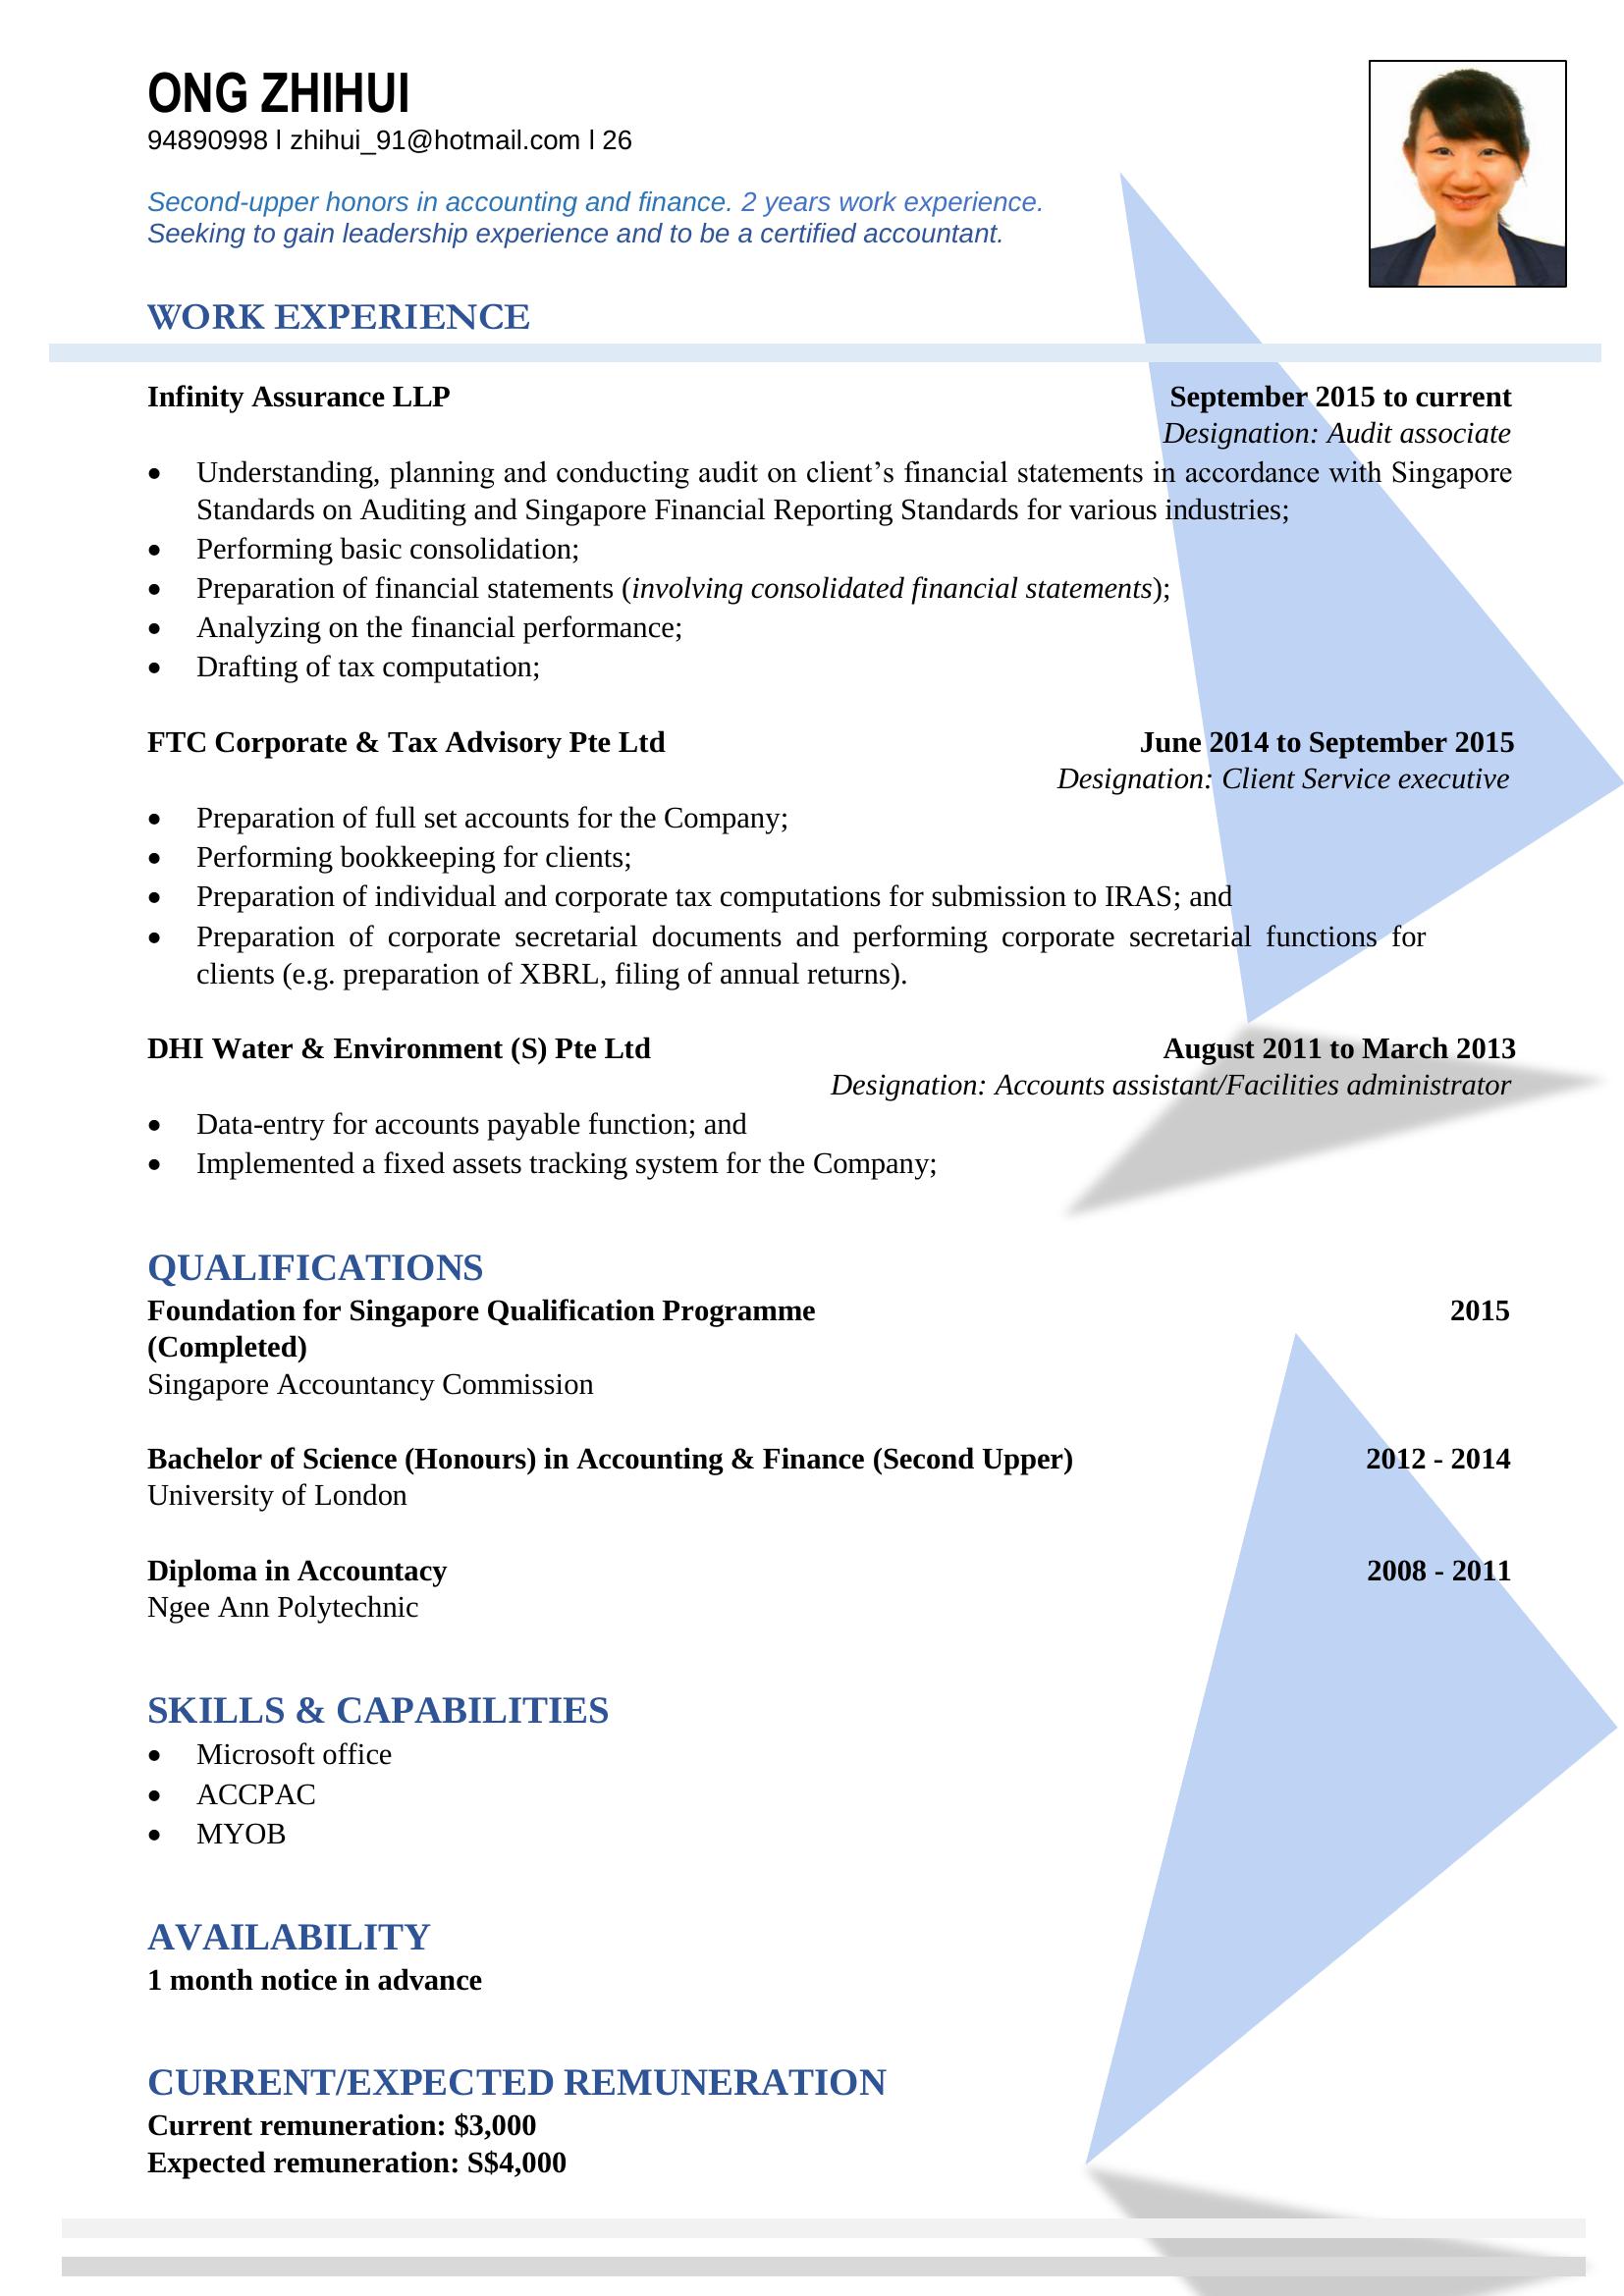 ONG ZHIHUI
94890998 l zhihui_91@hotmail.com l 26
Second-upper honors in accounting and finance. 2 years work experience.
Seeking to gain leadership experience and to be a certified accountant.
WORK EXPERIENCE
Infinity Assurance LLP September 2015 to current
Designation: Audit associate
• Understanding, planning and conducting audit on client’s financial statements in accordance with Singapore
Standards on Auditing and Singapore Financial Reporting Standards for various industries;
• Performing basic consolidation;
• Preparation of financial statements (involving consolidated financial statements);
• Analyzing on the financial performance;
• Drafting of tax computation;
FTC Corporate & Tax Advisory Pte Ltd June 2014 to September 2015
Designation: Client Service executive
• Preparation of full set accounts for the Company;
• Performing bookkeeping for clients;
• Preparation of individual and corporate tax computations for submission to IRAS; and
• Preparation of corporate secretarial documents and performing corporate secretarial functions for
clients (e.g. preparation of XBRL, filing of annual returns).
DHI Water & Environment (S) Pte Ltd August 2011 to March 2013
Designation: Accounts assistant/Facilities administrator
• Data-entry for accounts payable function; and
• Implemented a fixed assets tracking system for the Company;
QUALIFICATIONS
Foundation for Singapore Qualification Programme 2015
(Completed)
Singapore Accountancy Commission
Bachelor of Science (Honours) in Accounting & Finance (Second Upper) 2012 - 2014
University of London
Diploma in Accountacy 2008 - 2011
Ngee Ann Polytechnic
SKILLS & CAPABILITIES
• Microsoft office
• ACCPAC
• MYOB
AVAILABILITY
1 month notice in advance
CURRENT/EXPECTED REMUNERATION
Current remuneration: $3,000
Expected remuneration: S$4,000